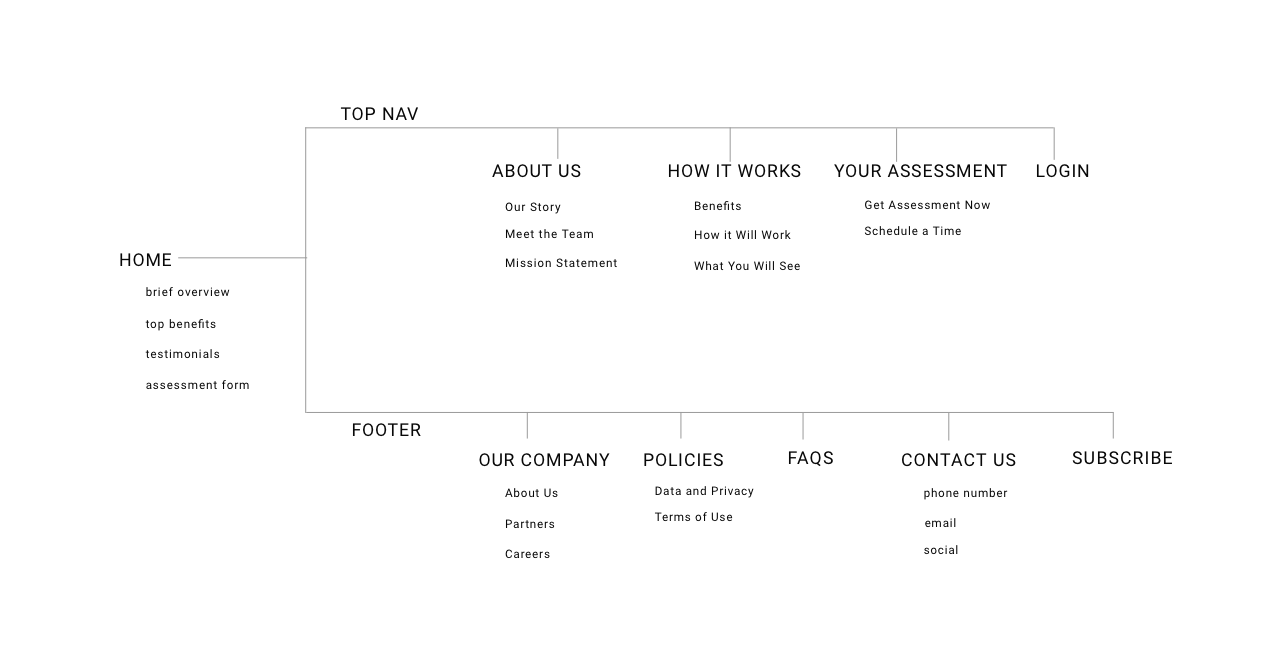 TOP NAV
ABOUT US
Our Story
Meet the Team
Mission Statement
HOW IT WORKS
Benefits
How it Will Work
What You Will See
YOUR ASSESSMENT
Get Assessment Now
Schedule a Time
LOGIN
HOME
brief overview
top benefits
testimonials
assessment form
FOOTER
OUR COMPANY
About Us
Partners
Careers
POLICIES
Data and Privacy
Terms of Use
FAQS
CONTACT US
phone number
email
social
SUBSCRIBE